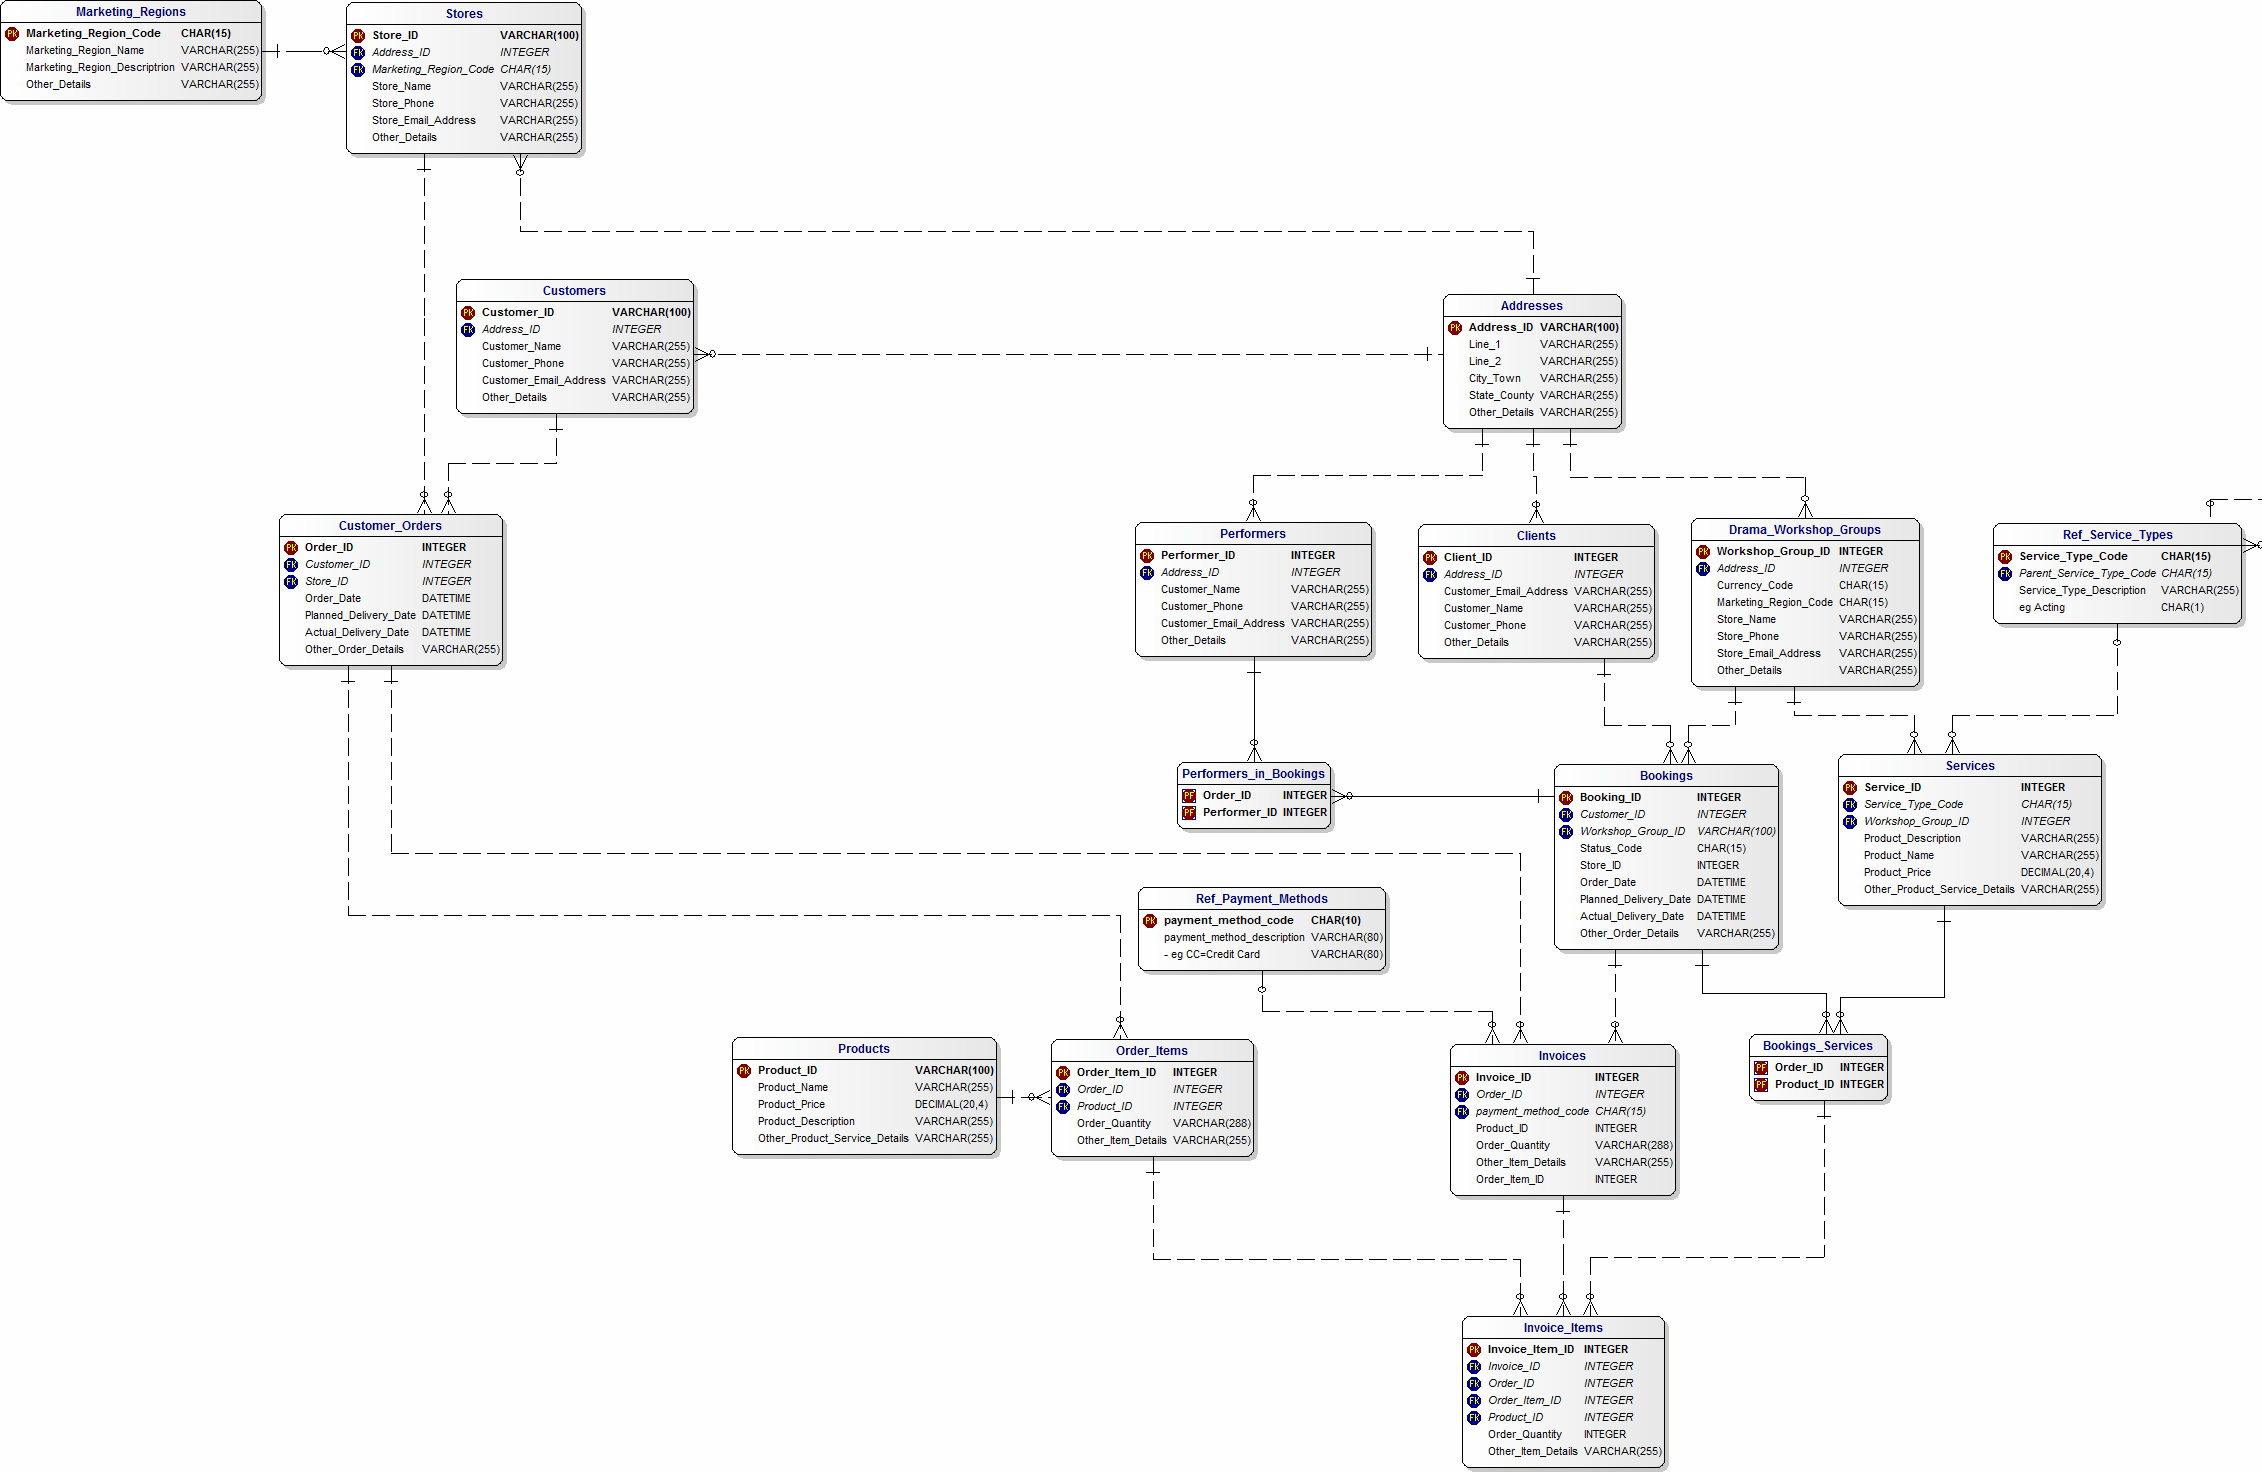 Marketing_Regions
PK Marketing_Region_Code CHAR(15)
Marketing_Region_Name VARCHAR(255)
Marketing_Region_Descriptrion VARCHAR(255)
Other_Details VARCHAR(255)
Stores
PK Store_ID VARCHAR(100)
FK Address_ID INTEGER
FK Marketing_Region_Code CHAR(15)
Store_Name VARCHAR(255)
Store_Phone VARCHAR(255)
Store_Email_Address VARCHAR(255)
Other_Details VARCHAR(255)
Customers
PK Customer_ID VARCHAR(100)
FK Address_ID INTEGER
Customer_Name VARCHAR(255)
Customer_Phone VARCHAR(255)
Customer_Email_Address VARCHAR(255)
Other_Details VARCHAR(255)
Addresses
PK Address_ID VARCHAR(100)
Line_1 VARCHAR(255)
Line_2 VARCHAR(255)
City_Town VARCHAR(255)
State_County VARCHAR(255)
Other_Details VARCHAR(255)
Customer_Orders
PK Order_ID INTEGER
FK Customer_ID INTEGER
FK Store_ID INTEGER
Order_Date DATETIME
Planned_Delivery_Date DATETIME
Actual_Delivery_Date DATETIME
Other_Order_Details VARCHAR(255)
Performers
PK Performer_ID INTEGER
FK Address_ID INTEGER
Customer_Name VARCHAR(255)
Customer_Phone VARCHAR(255)
Customer_Email_Address VARCHAR(255)
Other_Details VARCHAR(255)
Clients
PK Client_ID INTEGER
FK Address_ID INTEGER
Customer_Email_Address VARCHAR(255)
Customer_Name VARCHAR(255)
Customer_Phone VARCHAR(255)
Other_Details VARCHAR(255)
Drama_Workshop_Groups
PK Workshop_Group_ID INTEGER
FK Address_ID INTEGER
Currency_Code CHAR(15)
Marketing_Region_Code CHAR(15)
Store_Name VARCHAR(255)
Store_Phone VARCHAR(255)
Store_Email_Address VARCHAR(255)
Other_Details VARCHAR(255)
Ref_Service_Types
PK Service_Type_Code CHAR(15)
FK Parent_Service_Type_Code CHAR(15)
Service_Type_Description VARCHAR(255)
eg Acting CHAR(1)
Performers_in_Bookings
PF Order_ID INTEGER
PF Performer_ID INTEGER
Bookings
PK Booking_ID INTEGER
FK Customer_ID INTEGER
FK Workshop_Group_ID VARCHAR(100)
Status_Code CHAR(15)
Store_ID INTEGER
Order_Date DATETIME
Planned_Delivery_Date DATETIME
Actual_Delivery_Date DATETIME
Other_Order_Details VARCHAR(255)
Services
PK Service_ID INTEGER
FK Service_Type_Code CHAR(15)
FK Workshop_Group_ID INTEGER
Product_Description VARCHAR(255)
Product_Name VARCHAR(255)
Product_Price DECIMAL(20,4)
Other_Product_Service_Details VARCHAR(255)
Ref_Payment_Methods
PK payment_method_code CHAR(10)
payment_method_description VARCHAR(80)
- eg CC=Credit Card VARCHAR(80)
Products
PK Product_ID VARCHAR(100)
Product_Name VARCHAR(255)
Product_Price DECIMAL(20,4)
Product_Description VARCHAR(255)
Other_Product_Service_Details VARCHAR(255)
Order_Items
PK Order_Item_ID INTEGER
FK Order_ID INTEGER
FK Product_ID INTEGER
Order_Quantity VARCHAR(288)
Other_Item_Details VARCHAR(255)
Invoices
PK Invoice_ID INTEGER
FK Order_ID INTEGER
FK payment_method_code CHAR(15)
Product_ID INTEGER
Order_Quantity VARCHAR(288)
Other_Item_Details VARCHAR(255)
Order_Item_ID INTEGER
Bookings_Services
PF Order_ID INTEGER
PF Product_ID INTEGER
Invoice_Items
PK Invoice_Item_ID INTEGER
FK Invoice_ID INTEGER
FK Order_ID INTEGER
FK Order_Item_ID INTEGER
FK Product_ID INTEGER
Order_Quantity INTEGER
Other_Item_Details VARCHAR(255)